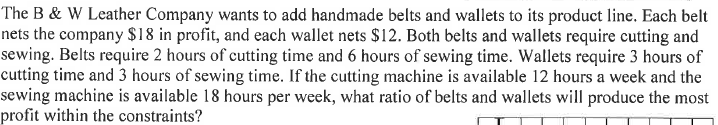 The B & W Leather Company wants to add handmade belts and wallets to its product line. Each belt
nets the company $18 in profit, and each wallet nets $12. Both belts and wallets require cutting and
sewing. Belts require 2 hours of cutting time and 6 hours of sewing time. Wallets require 3 hours of
cutting time and 3 hours of sewing time. If the cutting machine is available 12 hours a week and the
sewing machine is available 18 hours per week, what ratio of belts and wallets will produce the most
profit within the constraints?